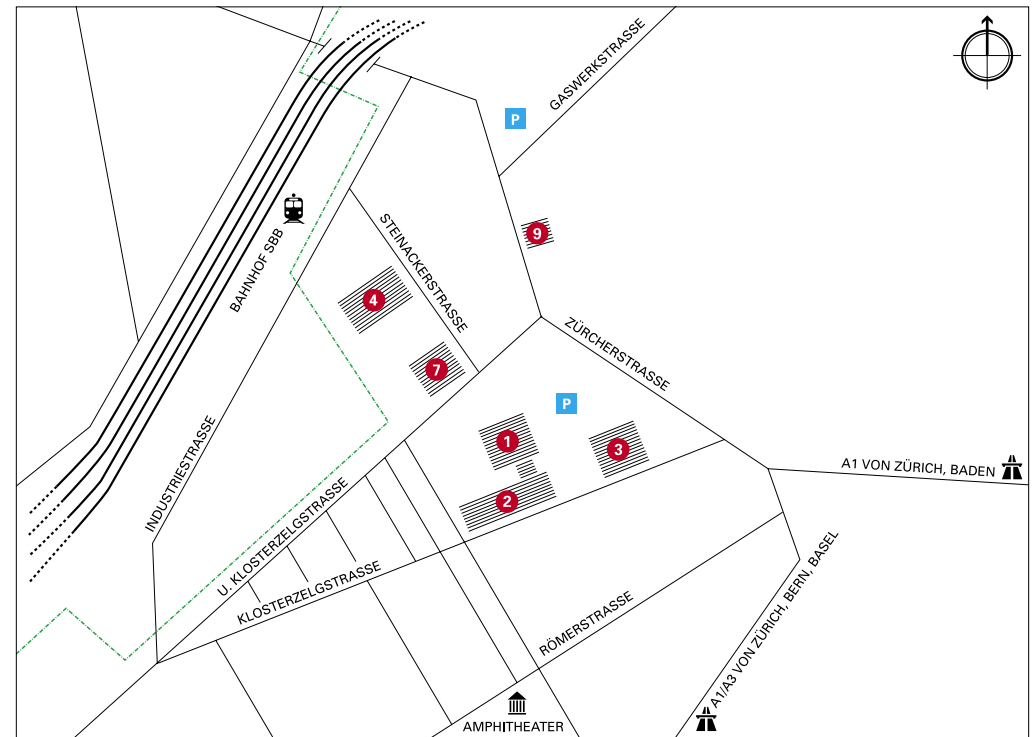 GASWERKSTRASSE
P
STEINACKERSTRASSE
BAHNHOF SBB
9
4
ZÜRCHERSTRASSE
7
P
1
3
2
INDUSTRIESTRASSE
U. KLOSTERZELGSTRASSE
KLOSTERZELGSTRASSE
A1 VON ZÜRICH, BADEN
RÖMERSTRASSE
A1/A3 VON ZÜRICH, BERN, BASEL
AMPHITHEATER